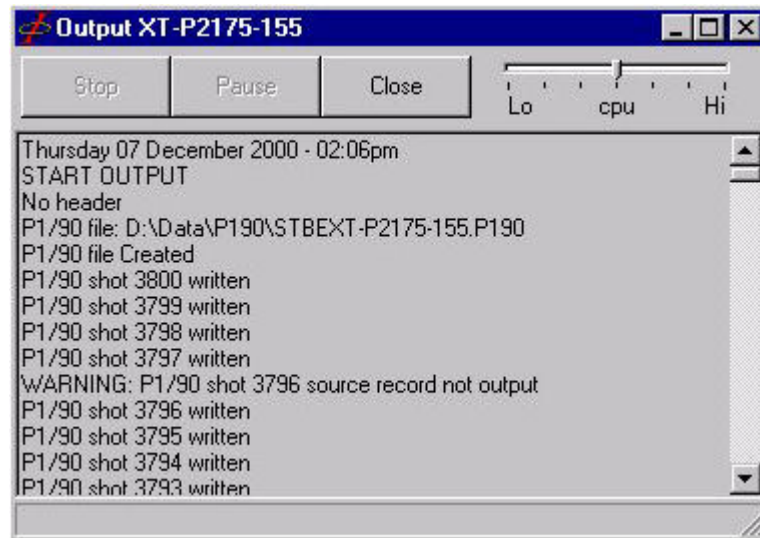 Output XT-P2175-155
Stop Pause Close
Lo cpu Hi
Thursday 07 December 2000 - 02:06pm
START OUTPUT
No header
P1/90 file: D:\Data\P190\STBEXT-P2175-155.P190
P1/90 file Created
P1/90 shot 3800 written
P1/90 shot 3799 written
P1/90 shot 3798 written
P1/90 shot 3797 written
WARNING: P1/90 shot 3796 source record not output
P1/90 shot 3796 written
P1/90 shot 3795 written
P1/90 shot 3794 written
P1/90 shot 3793 written